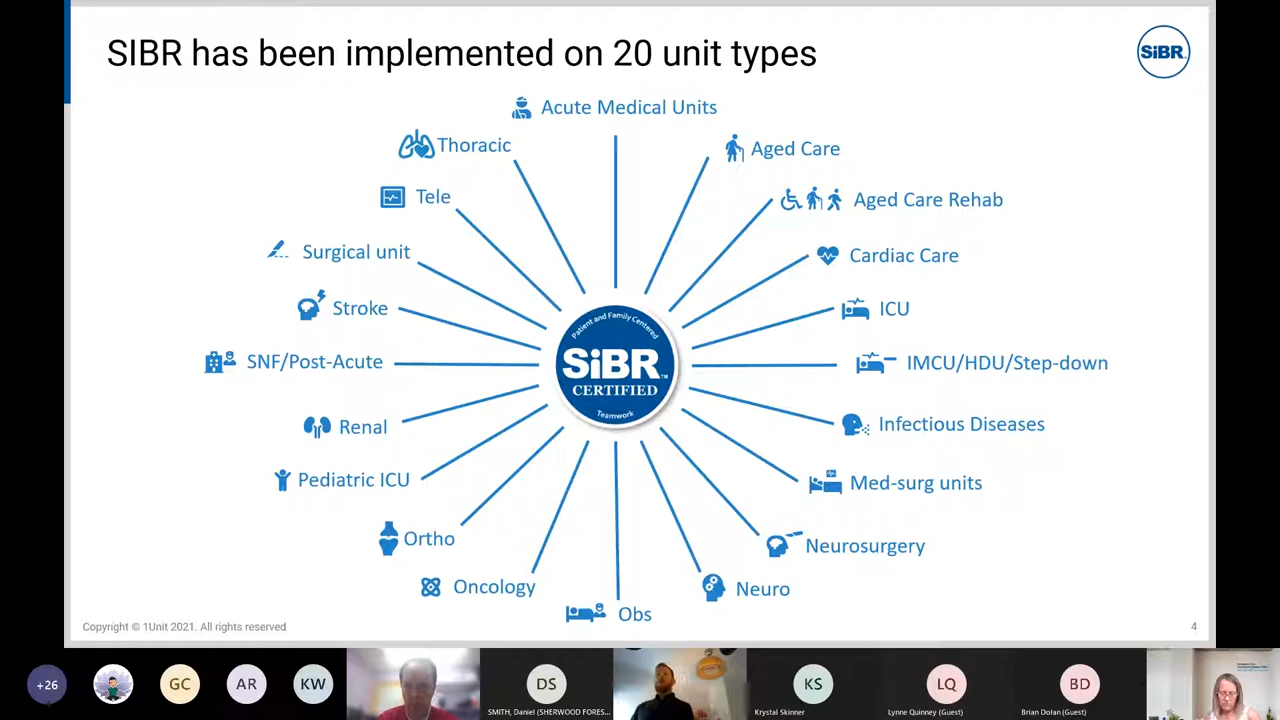 SIBR has been implemented on 20 unit types
SiBR
Acute Medical Units
Thoracic
Aged Care
Tele
Aged Care Rehab
Surgical unit
Cardiac Care
Stroke
ICU
Patient and Family Centered
SiBR™
CERTIFIED
Teamwork
SNF/Post-Acute
IMCU/HDU/Step-down
Renal
Infectious Diseases
Pediatric ICU
Med-surg units
Ortho
Neurosurgery
Oncology
Neuro
Obs
Copyright © 1Unit 2021. All rights reserved
4
+26
GC
AR
KW
DS
SMITH, Daniel (SHERWOOD FORES...
KS
Krystal Skinner
LQ
Lynne Quinney (Guest)
BD
Brian Dolan (Guest)